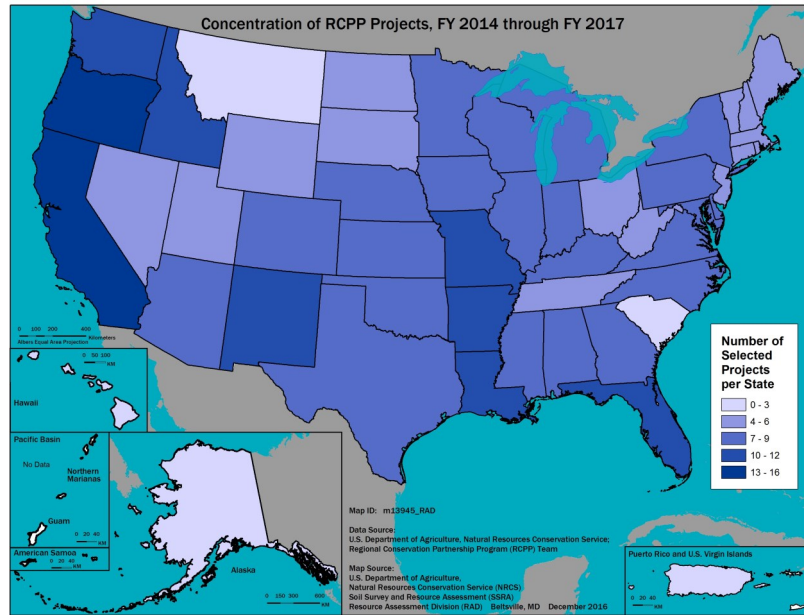 Concentration of RCPP Projects, FY 2014 through FY 2017
0 100 200 400 Kilometers
Albers Equal Area Projection
0 50 100
KM
Hawaii
Pacific Basin
No Data
Northern
Marianas
Guam
0 20 40
KM
American Samoa
0 20 40
KM
Alaska
0 300 600
KM
Number of
Selected
Projects
per State
0 - 3
4 - 6
7 - 9
10 - 12
13 - 16
Map ID: m13945_RAD
Data Source:
U.S. Department of Agriculture, Natural Resources Conservation Service;
Regional Conservation Partnership Program (RCPP) Team
Map Source:
U.S. Department of Agriculture,
Natural Resources Conservation Service (NRCS)
Soil Survey and Resource Assessment (SSRA)
Resource Assessment Division (RAD) Beltsville, MD December 2016
Puerto Rico and U.S. Virgin Islands
0 20 40
KM